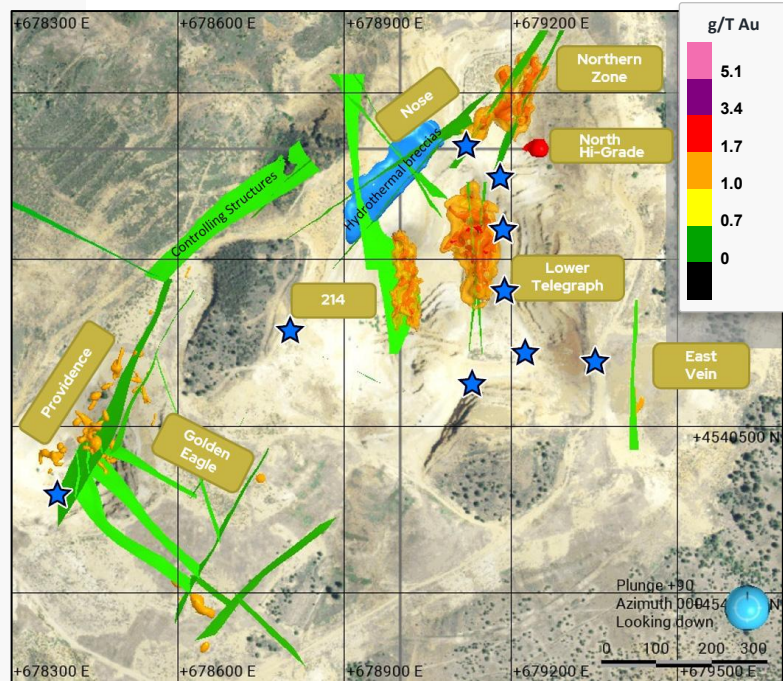 +678300 E
+678900 E
+679200 E
g/T Au
5.1
3.4
1.7
1.0
0.7
0
Northern
Zone
Nose
North
Hi-Grade
Hydrothermal breccias
Controlling Structures
Lower
Telegraph
214
Providence
East
Vein
Golden
Eagle
+4540500 N
Plunge +90
Azimuth 000
Looking down
0 100 200 300
+678300 E
+678600 E
+678900 E
+679200 E
+679500 E